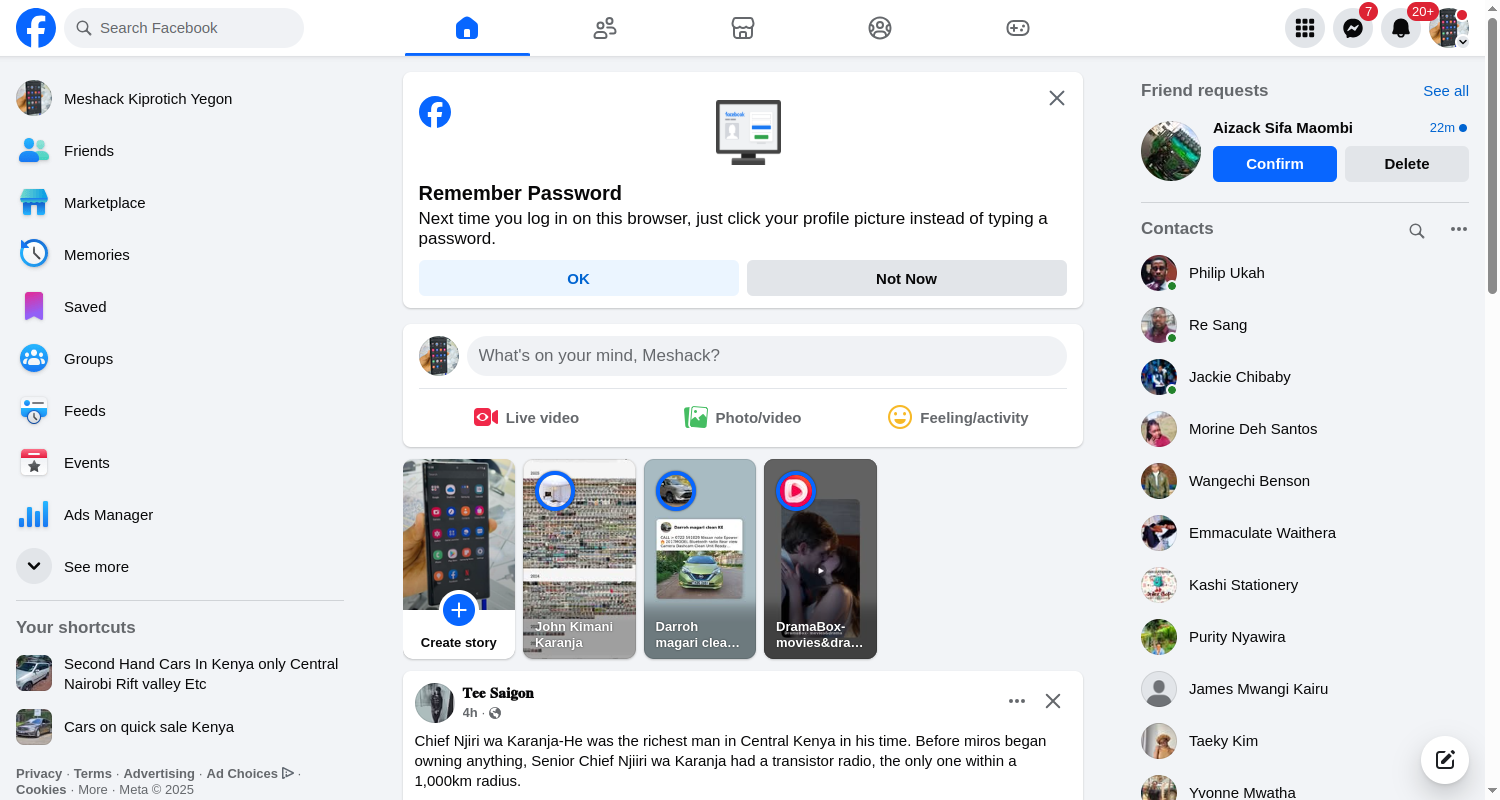 Search Facebook
7
20+
Meshack Kiprotich Yegon
Friends
Marketplace
Memories
Saved
Groups
Feeds
Events
Ads Manager
See more
Your shortcuts
Second Hand Cars In Kenya only Central
Nairobi Rift valley Etc
Cars on quick sale Kenya
Privacy · Terms · Advertising · Ad Choices ·
Cookies · More · Meta © 2025
facebook
Remember Password
Next time you log in on this browser, just click your profile picture instead of typing a
password.
OK
Not Now
What's on your mind, Meshack?
Live video
Photo/video
Feeling/activity
Create story
2024
John Kimani
Karanja
Darroh magari clean KE
Darroh
magari clea…
DramaBox-
movies&dra…
Tee Saigon
4h ·
Chief Njiri wa Karanja-He was the richest man in Central Kenya in his time. Before miros began
owning anything, Senior Chief Njiiri wa Karanja had a transistor radio, the only one within a
1,000km radius.
Friend requests
See all
Aizack Sifa Maombi
22m
Confirm
Delete
Contacts
Philip Ukah
Re Sang
Jackie Chibaby
Morine Deh Santos
Wangechi Benson
Emmaculate Waithera
Kashi Stationery
Purity Nyawira
James Mwangi Kairu
Taeky Kim
Yvonne Mwatha